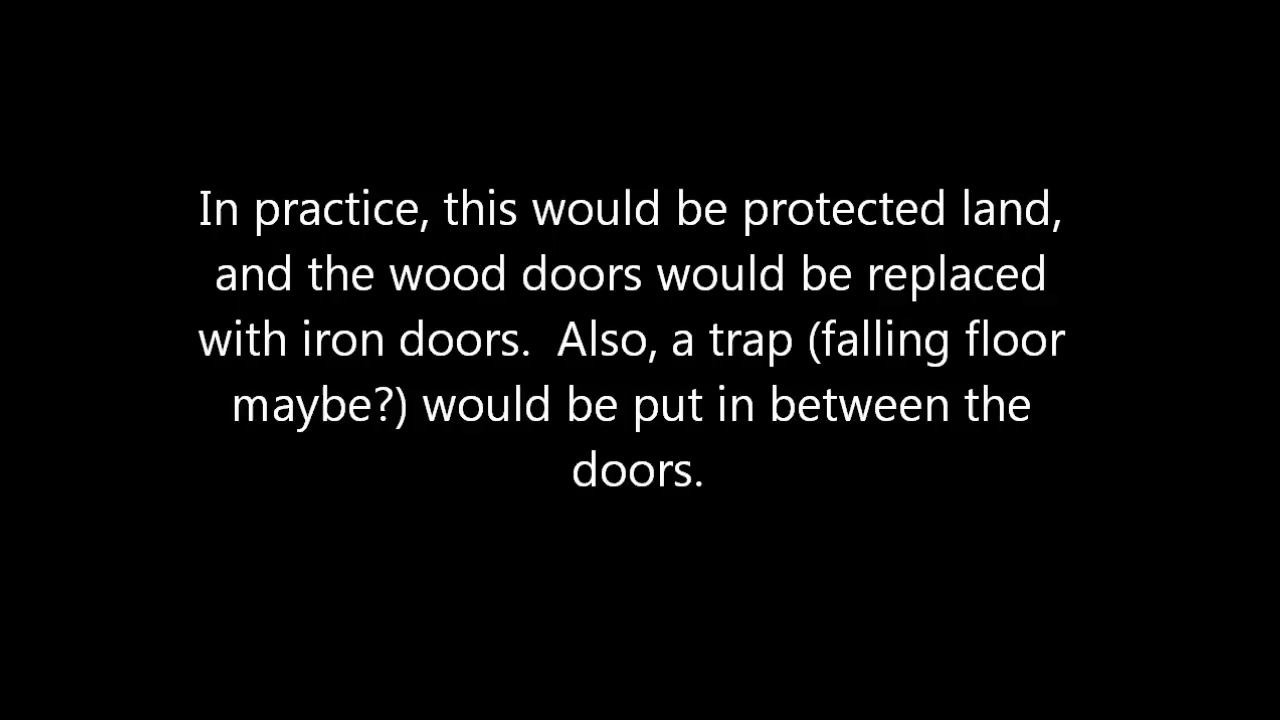 In practice, this would be protected land,
and the wood doors would be replaced
with iron doors.  Also, a trap (falling floor
maybe?) would be put in between the
doors.